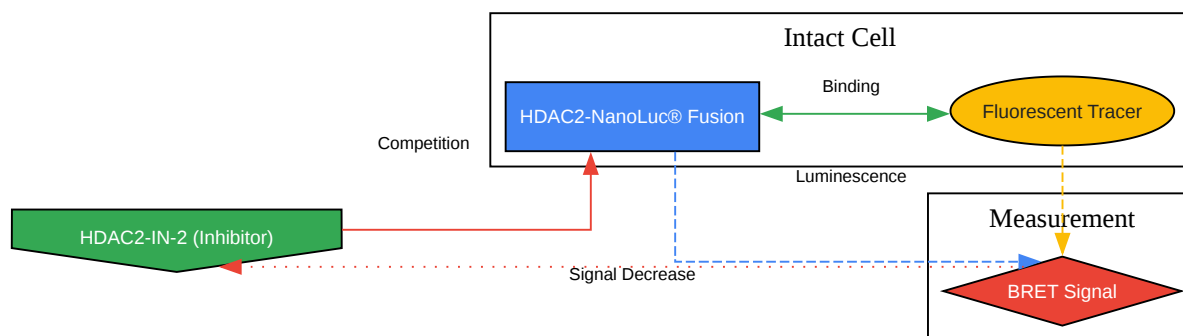 Intact Cell
Binding
HDAC2-NanoLuc® Fusion
Fluorescent Tracer
Competition
Luminescence
Measurement
HDAC2-IN-2 (Inhibitor)
Signal Decrease
BRET Signal